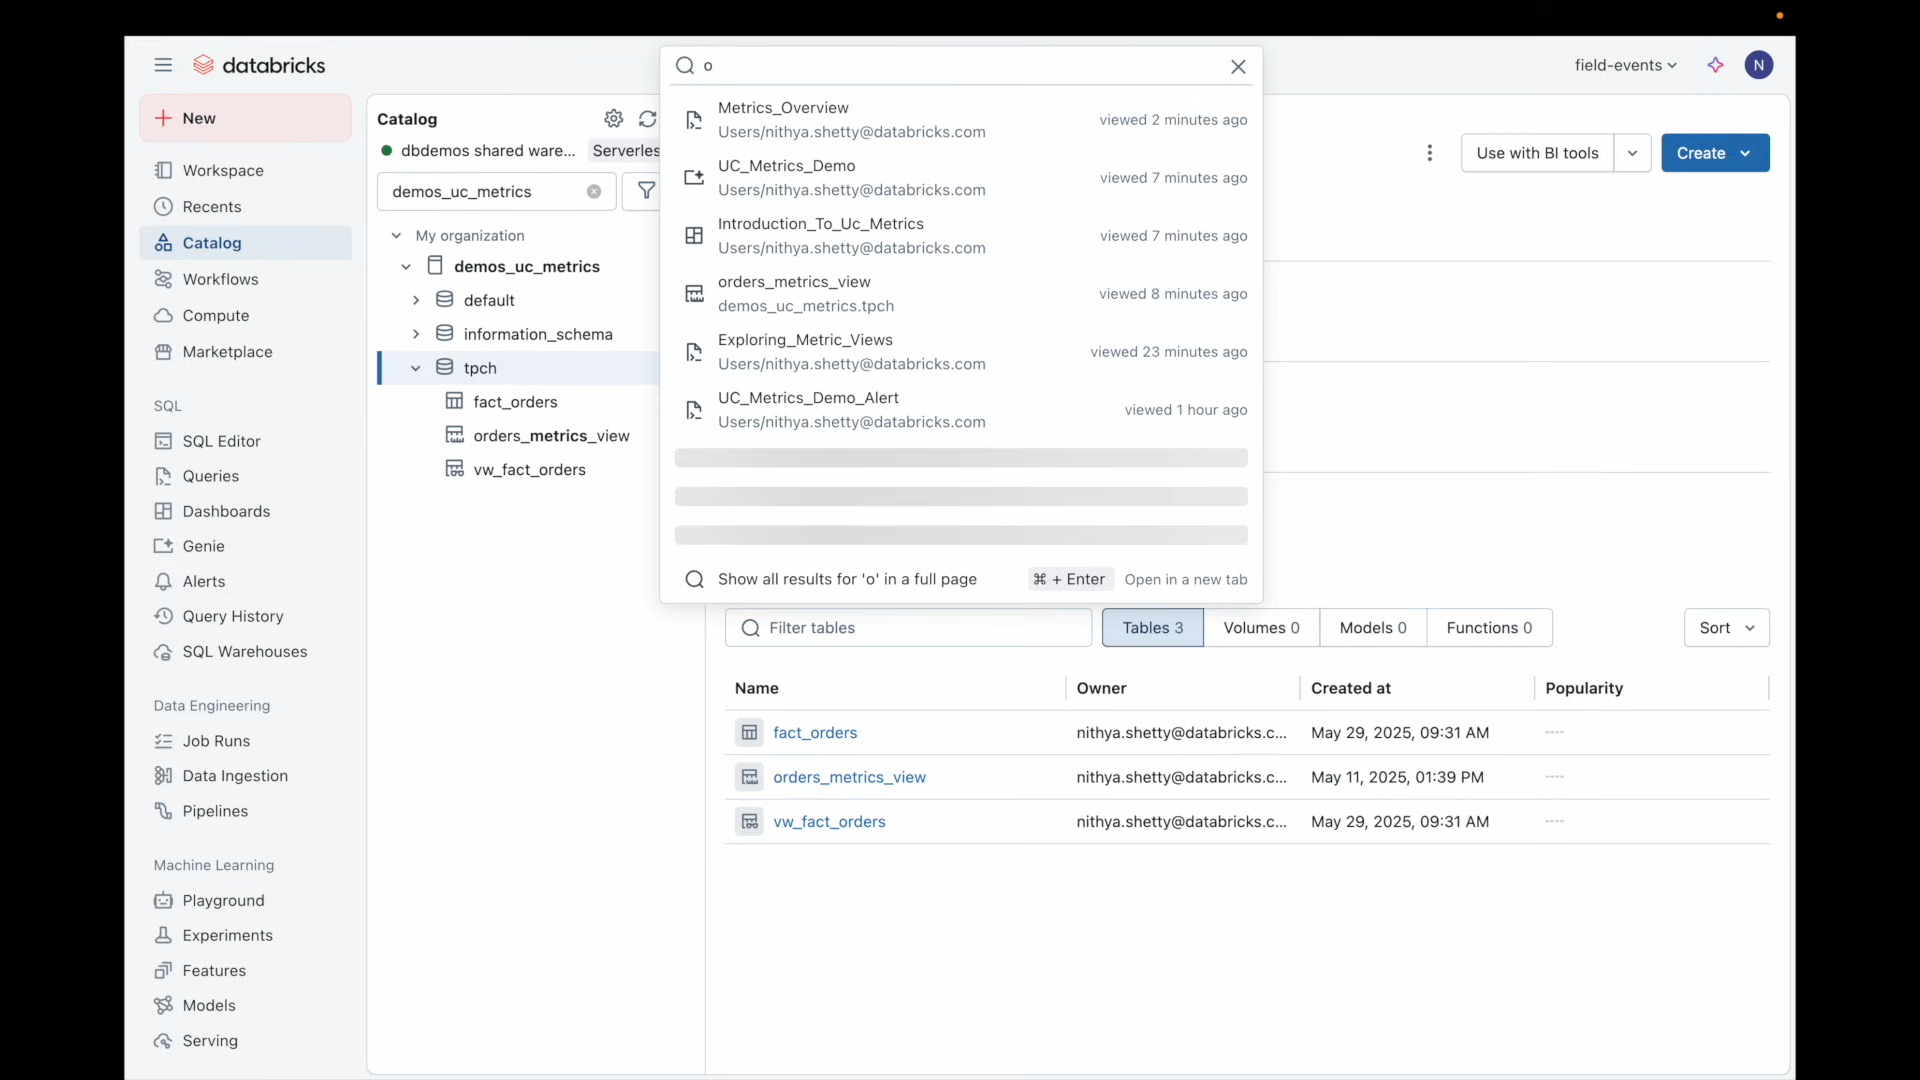 databricks
o
field-events
N
New
Workspace
Recents
Catalog
Workflows
Compute
Marketplace
SQL
SQL Editor
Queries
Dashboards
Genie
Alerts
Query History
SQL Warehouses
Data Engineering
Job Runs
Data Ingestion
Pipelines
Machine Learning
Playground
Experiments
Features
Models
Serving
Catalog
dbdemos shared ware...
Serverless
demos_uc_metrics
My organization
demos_uc_metrics
default
information_schema
tpch
fact_orders
orders_metrics_view
vw_fact_orders
Metrics_Overview
Users/nithya.shetty@databricks.com
viewed 2 minutes ago
UC_Metrics_Demo
Users/nithya.shetty@databricks.com
viewed 7 minutes ago
Introduction_To_Uc_Metrics
Users/nithya.shetty@databricks.com
viewed 7 minutes ago
orders_metrics_view
demos_uc_metrics.tpch
viewed 8 minutes ago
Exploring_Metric_Views
Users/nithya.shetty@databricks.com
viewed 23 minutes ago
UC_Metrics_Demo_Alert
Users/nithya.shetty@databricks.com
viewed 1 hour ago
Show all results for 'o' in a full page
⌘ + Enter
Open in a new tab
Use with BI tools
Create
Filter tables
Tables 3
Volumes 0
Models 0
Functions 0
Sort
Name Owner Created at Popularity
fact_orders nithya.shetty@databricks.c... May 29, 2025, 09:31 AM ----
orders_metrics_view nithya.shetty@databricks.c... May 11, 2025, 01:39 PM ----
vw_fact_orders nithya.shetty@databricks.c... May 29, 2025, 09:31 AM ----